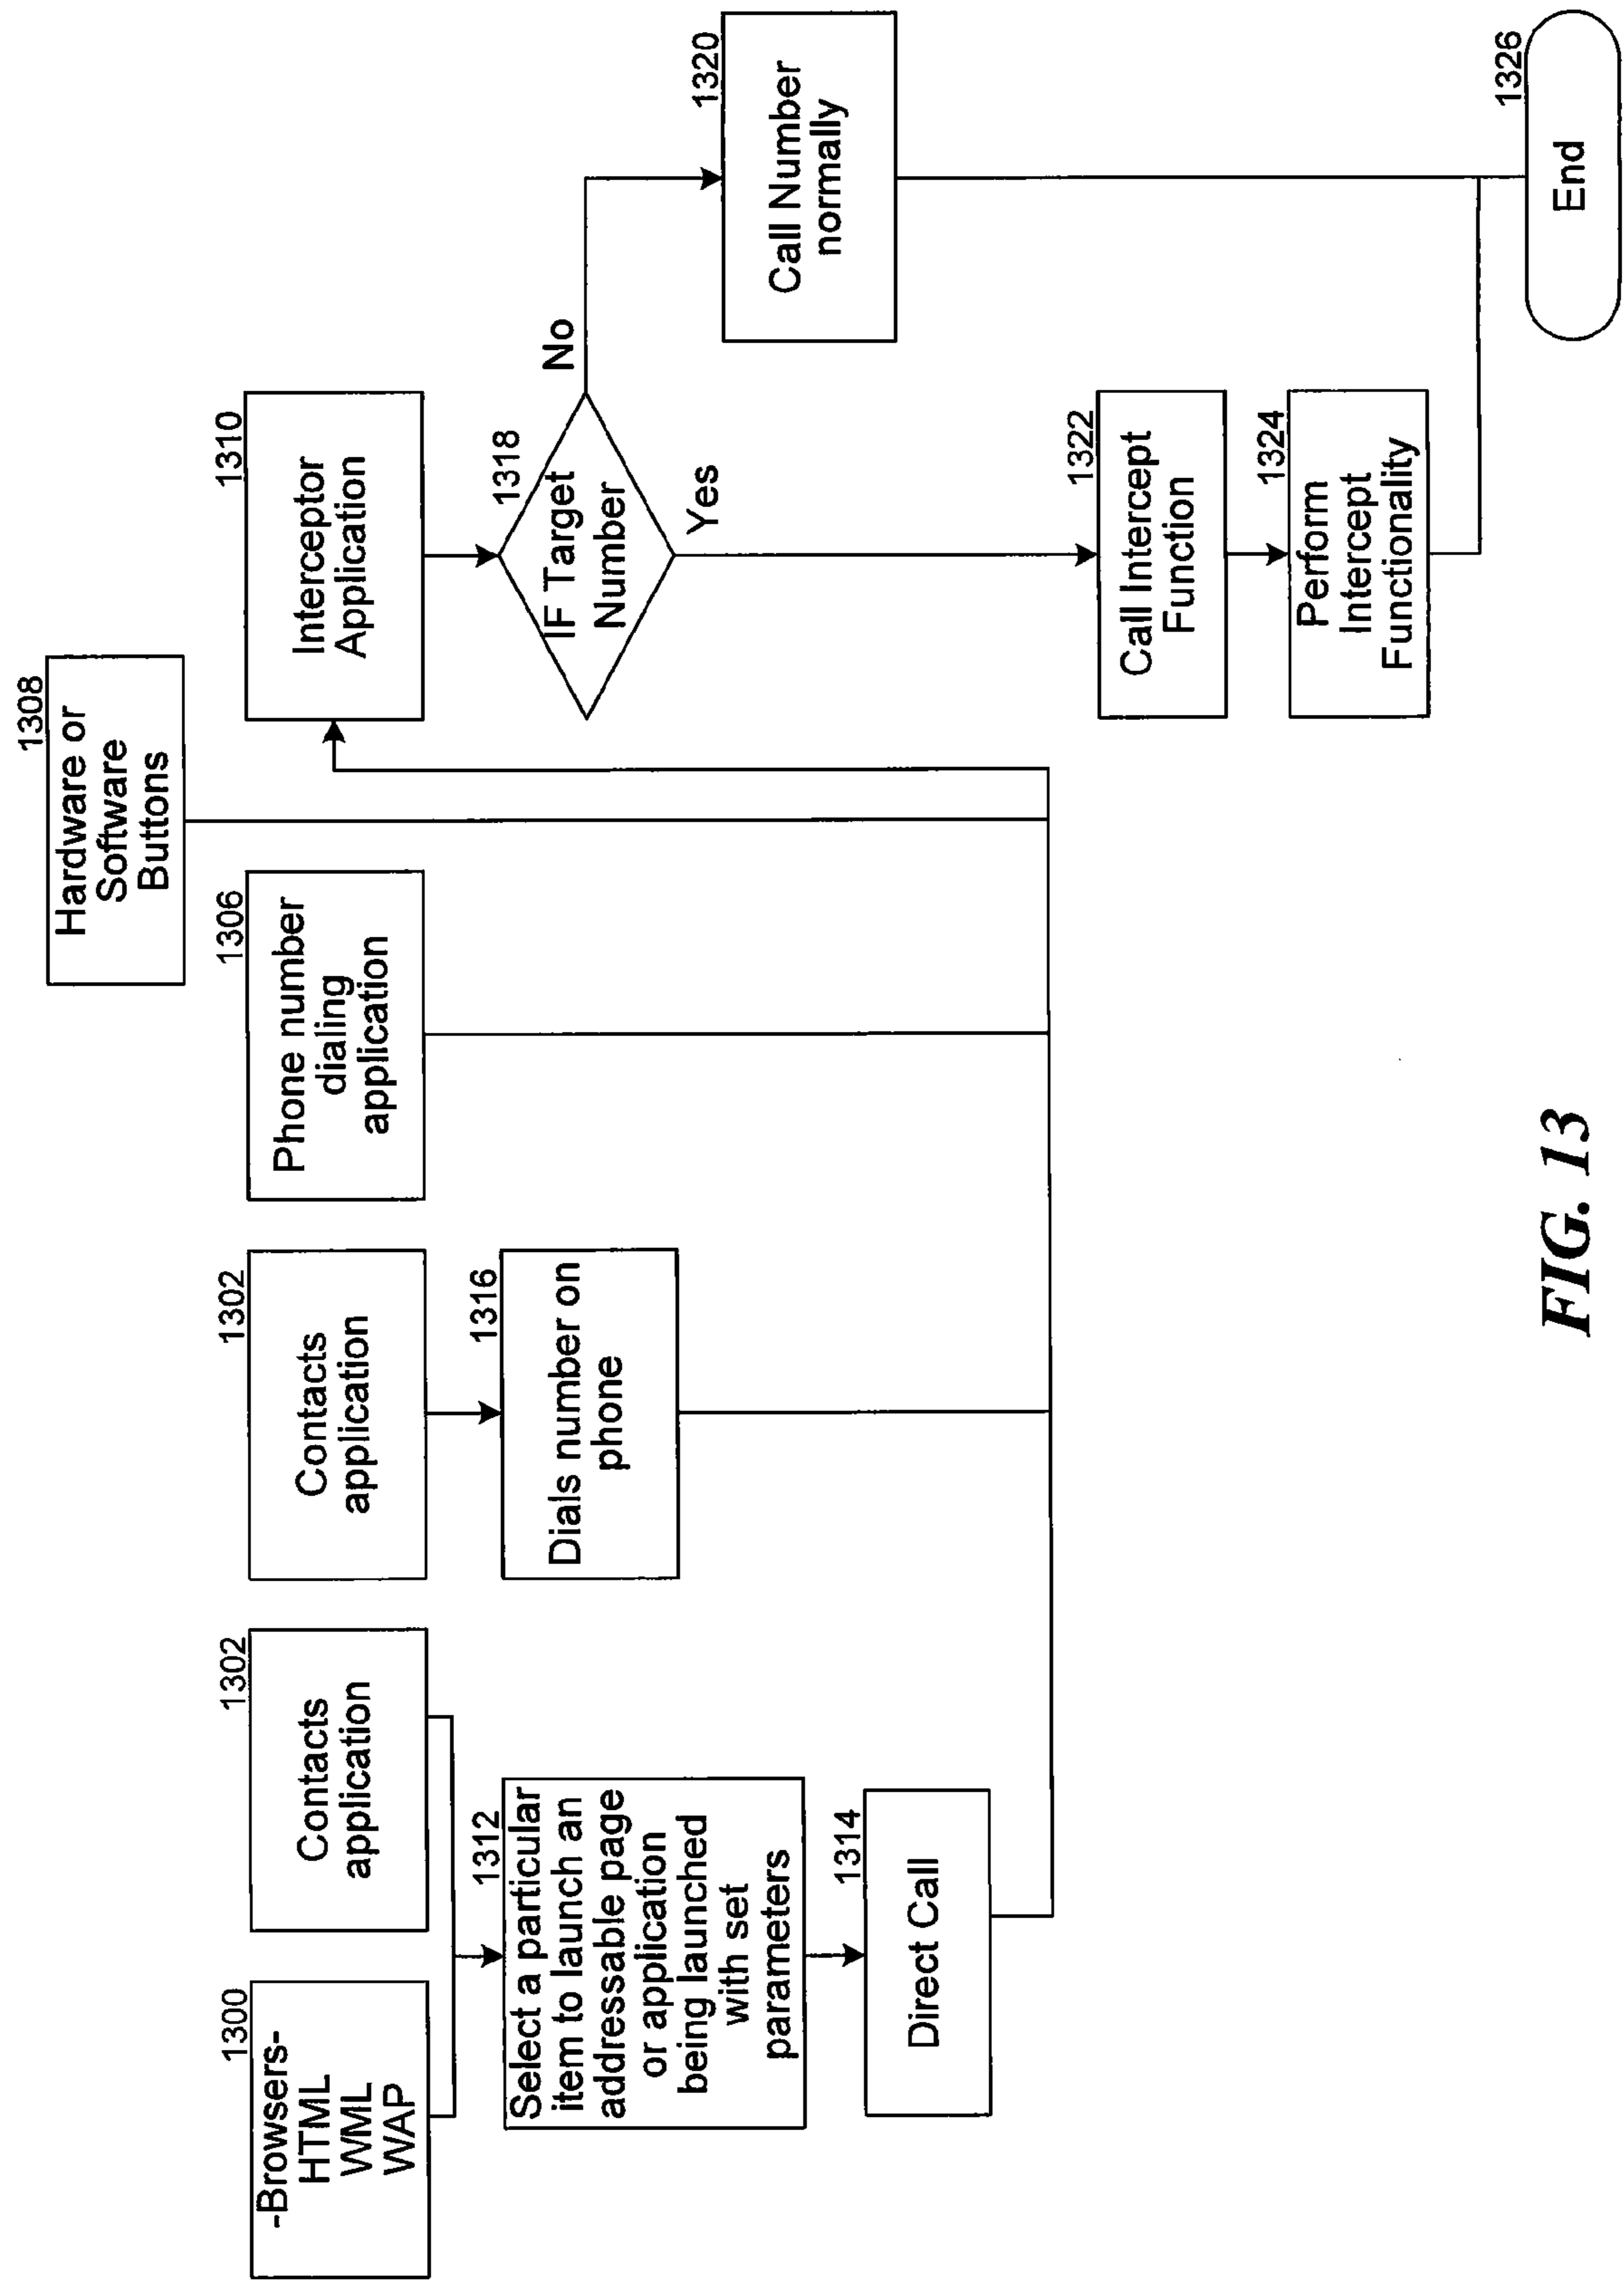 1308
Hardware or
Software
Buttons
1300
-Browsers-
HTML
WML
WAP
1302
Contacts
application
1302
Contacts
application
1306
Phone number
dialing
application
1310
Interceptor
Application
1312
Select a particular
item to launch an
addressable page
or application
being launched
with set
parameters
1316
Dials number on
phone
1318
IF Target
Number
No
Yes
1320
Call Number
normally
1314
Direct Call
1322
Call Intercept
Function
1324
Perform
Intercept
Functionality
1326
End
FIG. 13